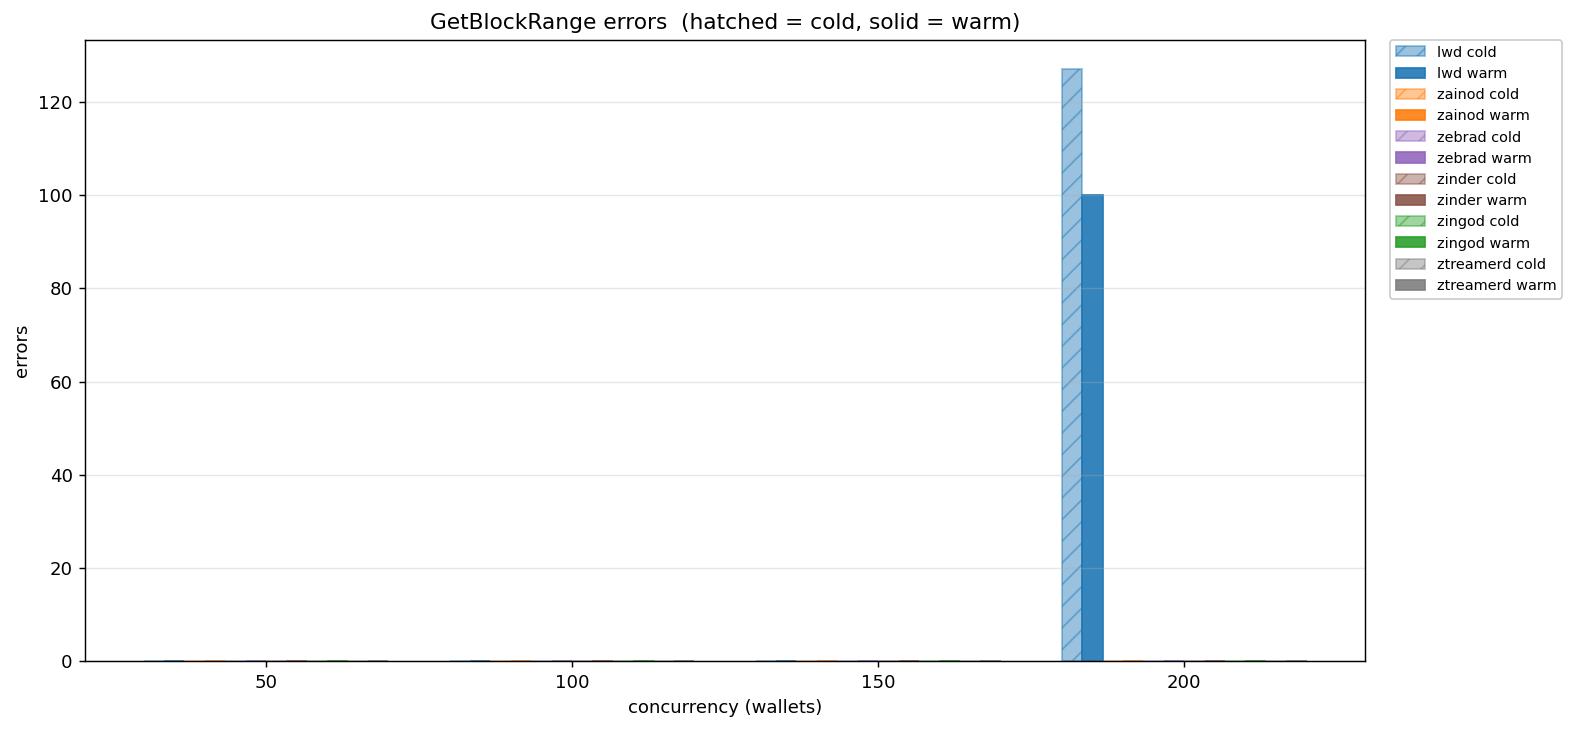 GetBlockRange errors  (hatched = cold, solid = warm)
lwd cold
lwd warm
zainod cold
zainod warm
zebrad cold
zebrad warm
zinder cold
zinder warm
zingod cold
zingod warm
ztreamerd cold
ztreamerd warm
errors
120
100
80
60
40
20
0
50 100 150 200
concurrency (wallets)